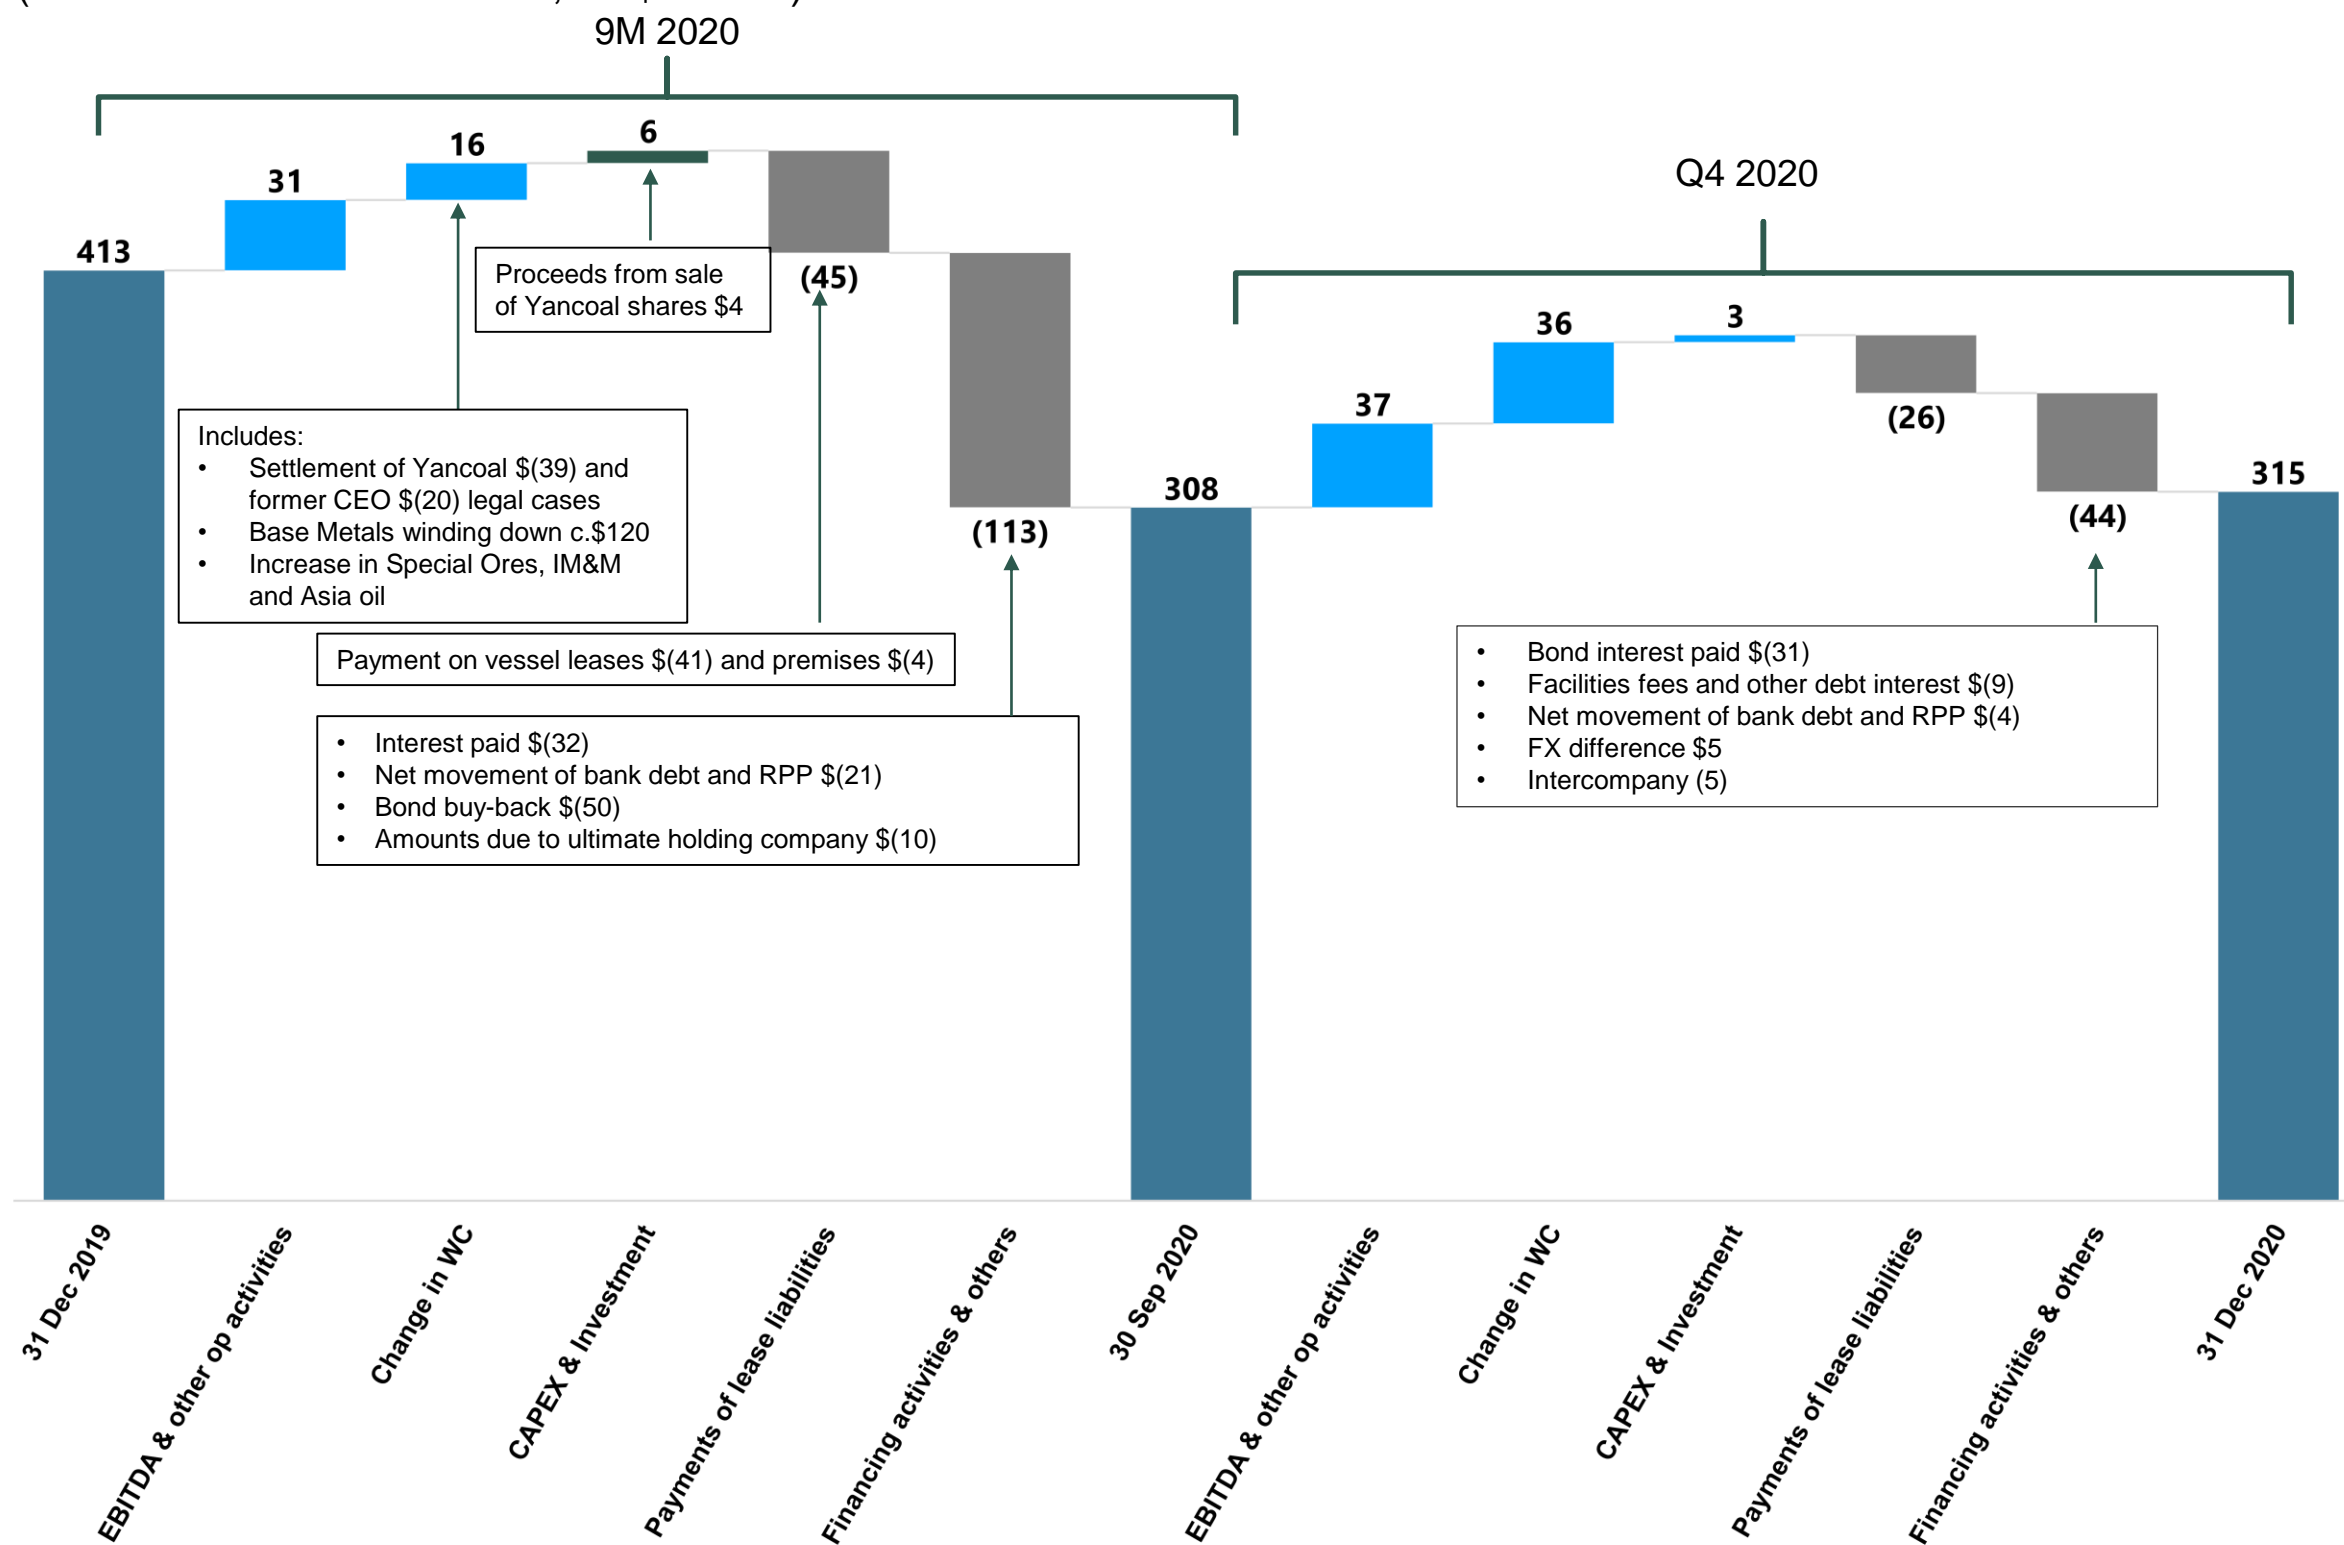 9M 2020
Q4 2020
413
31
16
6
(45)
(113)
308
37
36
3
(26)
(44)
315
Proceeds from sale
of Yancoal shares $4
Includes:
• Settlement of Yancoal $(39) and
former CEO $(20) legal cases
• Base Metals winding down c.$120
• Increase in Special Ores, IM&M
and Asia oil
Payment on vessel leases $(41) and premises $(4)
• Interest paid $(32)
• Net movement of bank debt and RPP $(21)
• Bond buy-back $(50)
• Amounts due to ultimate holding company $(10)
• Bond interest paid $(31)
• Facilities fees and other debt interest $(9)
• Net movement of bank debt and RPP $(4)
• FX difference $5
• Intercompany (5)
31 Dec 2019
EBITDA & other op activities
Change in WC
CAPEX & Investment
Payments of lease liabilities
Financing activities & others
30 Sep 2020
EBITDA & other op activities
Change in WC
CAPEX & Investment
Payments of lease liabilities
Financing activities & others
31 Dec 2020